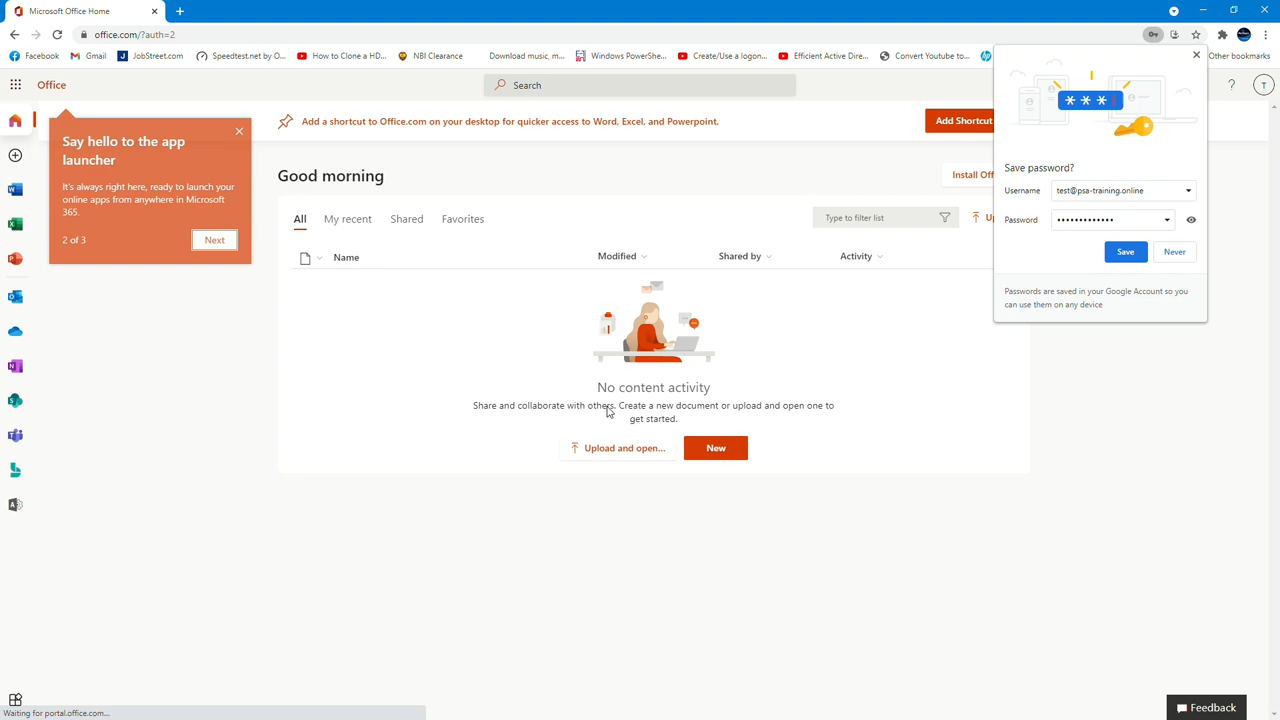 Microsoft Office Home
office.com/?auth=2
Facebook
Gmail
JobStreet.com
Speedtest.net by O...
How to Clone a HD...
NBI Clearance
Download music, m...
Windows PowerShe...
Create/Use a logon...
Efficient Active Dire...
Convert Youtube to...
Other bookmarks
Office
Search
?
T
Say hello to the app
launcher
It's always right here, ready to launch your
online apps from anywhere in Microsoft
365.
2 of 3
Next
Add a shortcut to Office.com on your desktop for quicker access to Word, Excel, and Powerpoint.
Add Shortcut
Good morning
Install Off
All
My recent
Shared
Favorites
Type to filter list
Up
Name
Modified
Shared by
Activity
No content activity
Share and collaborate with others. Create a new document or upload and open one to
get started.
Upload and open...
New
* * *
Save password?
Username
test@psa-training.online
Password
•••••••••••••
Save
Never
Passwords are saved in your Google Account so you
can use them on any device
Feedback
Waiting for portal.office.com...